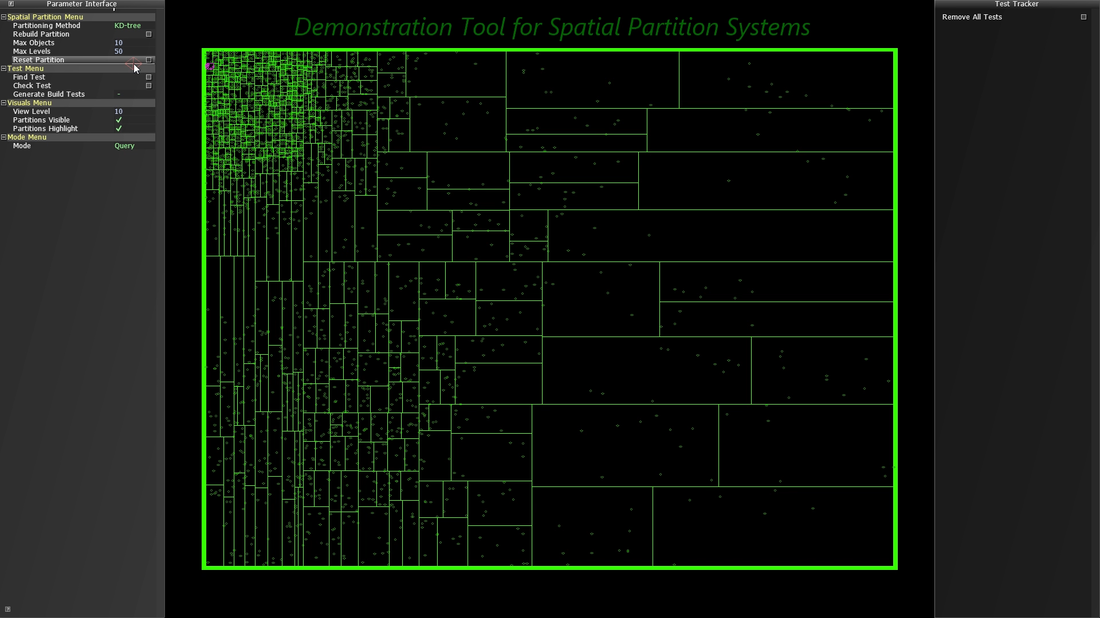 Parameter Interface
Spatial Partition Menu
Partitioning Method KD-tree
Rebuild Partition
Max Objects 10
Max Levels 50
Reset Partition
Test Menu
Find Test
Check Test
Generate Build Tests -
Visuals Menu
View Level 10
Partitions Visible
Partitions Highlight
Mode Menu
Mode Query
Demonstration Tool for Spatial Partition Systems
Test Tracker
Remove All Tests